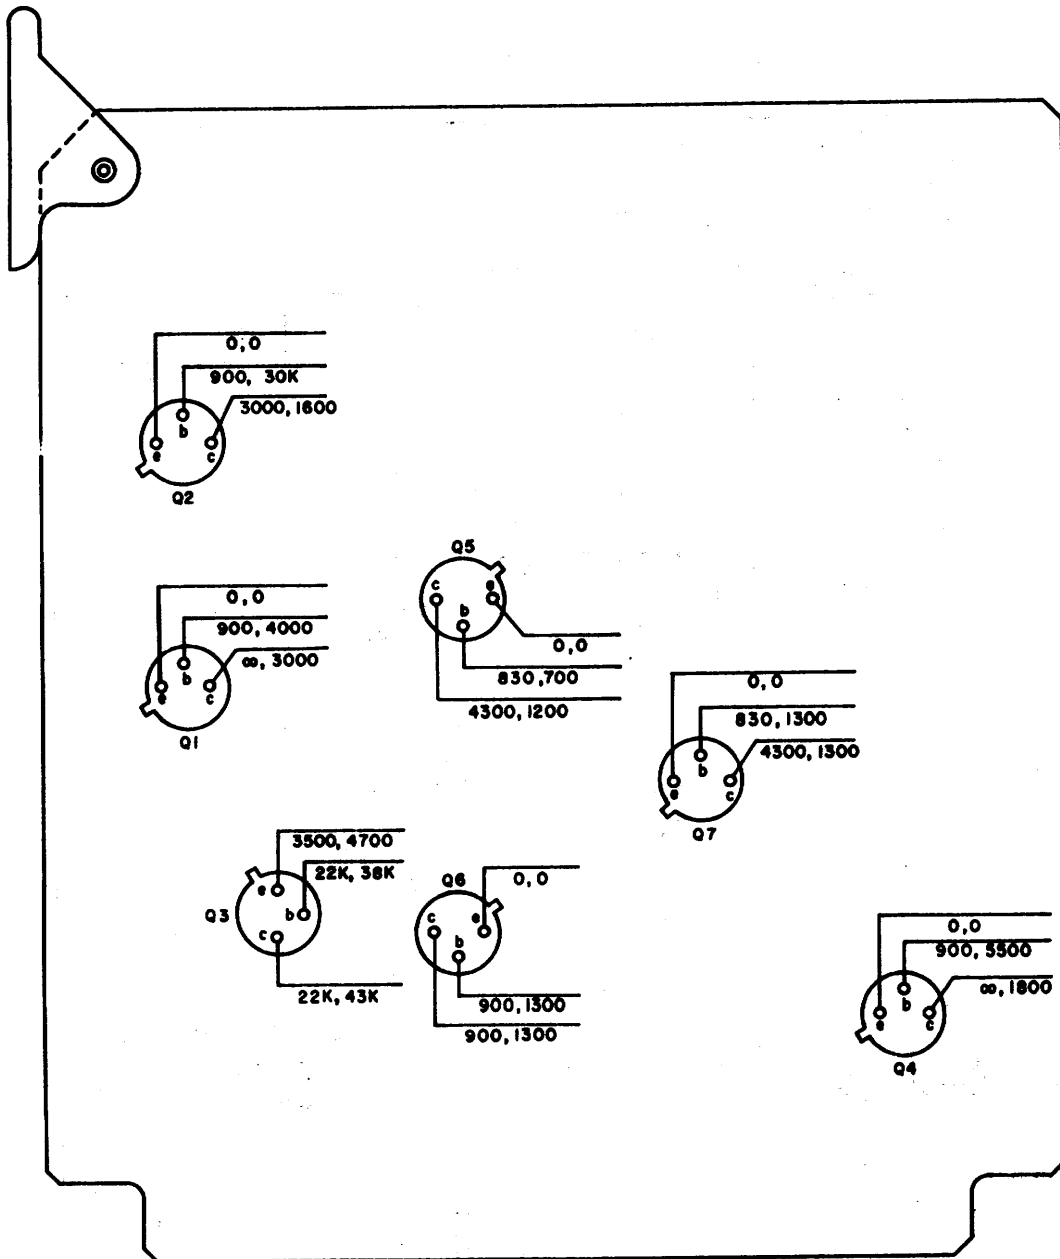 0,0
900, 30K
3000,1600
b
e
c
Q2
0,0
900,4000
∞,3000
b
e
c
Q1
Q5
c
e
b
0,0
830,700
4300,1200
0,0
830,1300
4300,1300
b
e
c
Q7
3500,4700
22K, 38K
e
b
c
Q3
22K,43K
Q6
0,0
c
e
b
900,1300
900,1300
0,0
900,5500
∞,1800
b
e
c
Q4